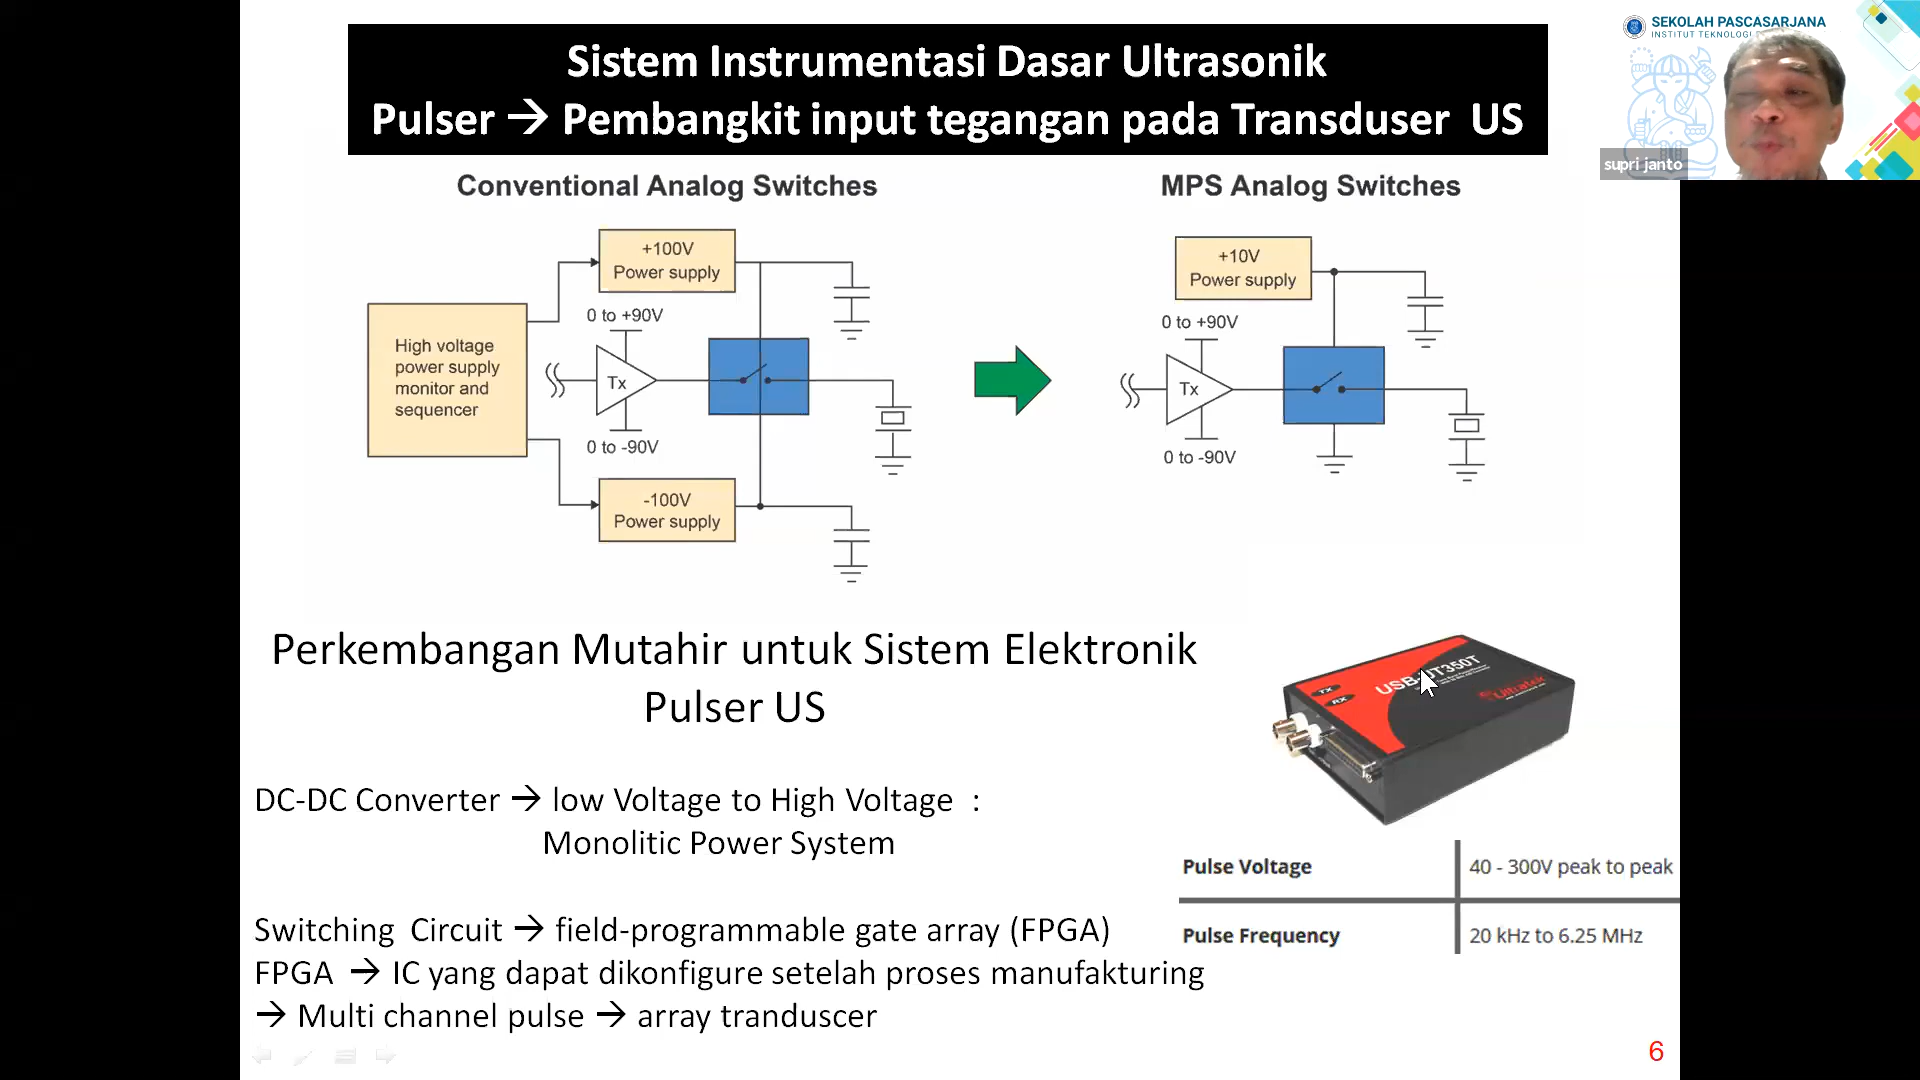 Sistem Instrumentasi Dasar Ultrasonik
Pulser → Pembangkit input tegangan pada Transduser US
SEKOLAH PASCASARJANA
INSTITUT TEKNOLOGI
supri janto
Conventional Analog Switches
+100V
Power supply
0 to +90V
High voltage
power supply
monitor and
sequencer
Tx
0 to -90V
-100V
Power supply
MPS Analog Switches
+10V
Power supply
0 to +90V
Tx
0 to -90V
Perkembangan Mutahir untuk Sistem Elektronik
Pulser US
DC-DC Converter → low Voltage to High Voltage :
Monolitic Power System
Switching Circuit → field-programmable gate array (FPGA)
FPGA → IC yang dapat dikonfigure setelah proses manufakturing
→ Multi channel pulse → array tranduscer
TX
RX
USB-UT350T
Ultratek
Pulse Voltage
40 - 300V peak to peak
Pulse Frequency
20 kHz to 6.25 MHz
6